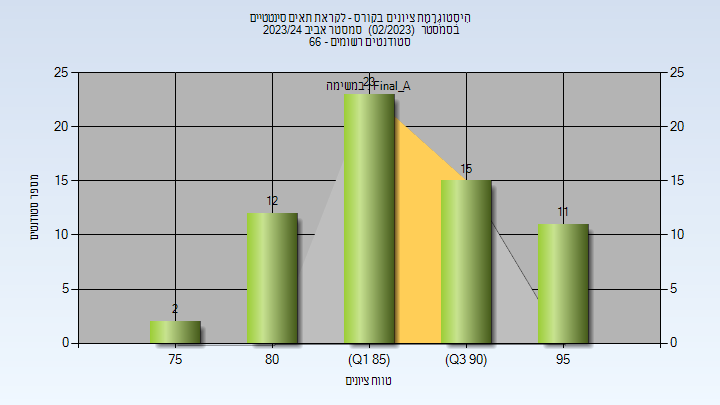 היסטוגרמת ציונים בקורס - לקראת תאים סינטטיים
בסמסטר (02/2023) סמסטר אביב 2023/24
סטודנטים רשומים - 66
במשימה: Final_A
25 25
23
20 20
15 15
15
12
11
10 10
5 5
2
0 0
75 80 (Q1 85) (Q3 90) 95
מספר סטודנטים
טווח ציונים